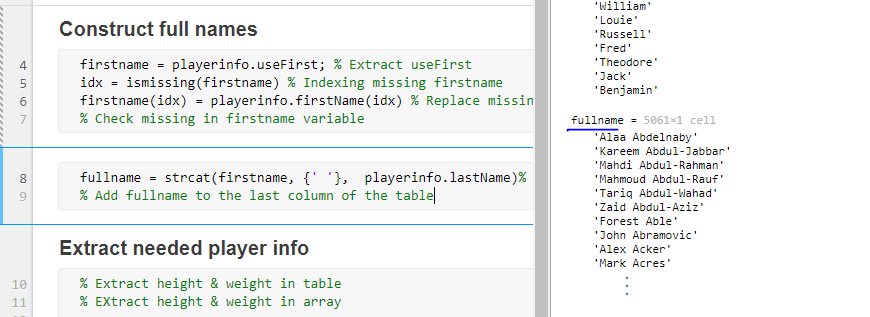 Construct full names
4 firstname = playerinfo.useFirst; % Extract useFirst
5 idx = ismissing(firstname) % Indexing missing firstname
6 firstname(idx) = playerinfo.firstName(idx) % Replace missin
7 % Check missing in firstname variable
8 fullname = strcat(firstname, {' '},  playerinfo.lastName)%
9 % Add fullname to the last column of the table
Extract needed player info
10 % Extract height & weight in table
11 % EXtract height & weight in array
'William'
'Louie'
'Russell'
'Fred'
'Theodore'
'Jack'
'Benjamin'
fullname = 5061×1 cell
'Alaa Abdelnaby'
'Kareem Abdul-Jabbar'
'Mahdi Abdul-Rahman'
'Mahmoud Abdul-Rauf'
'Tariq Abdul-Wahad'
'Zaid Abdul-Aziz'
'Forest Able'
'John Abramovic'
'Alex Acker'
'Mark Acres'